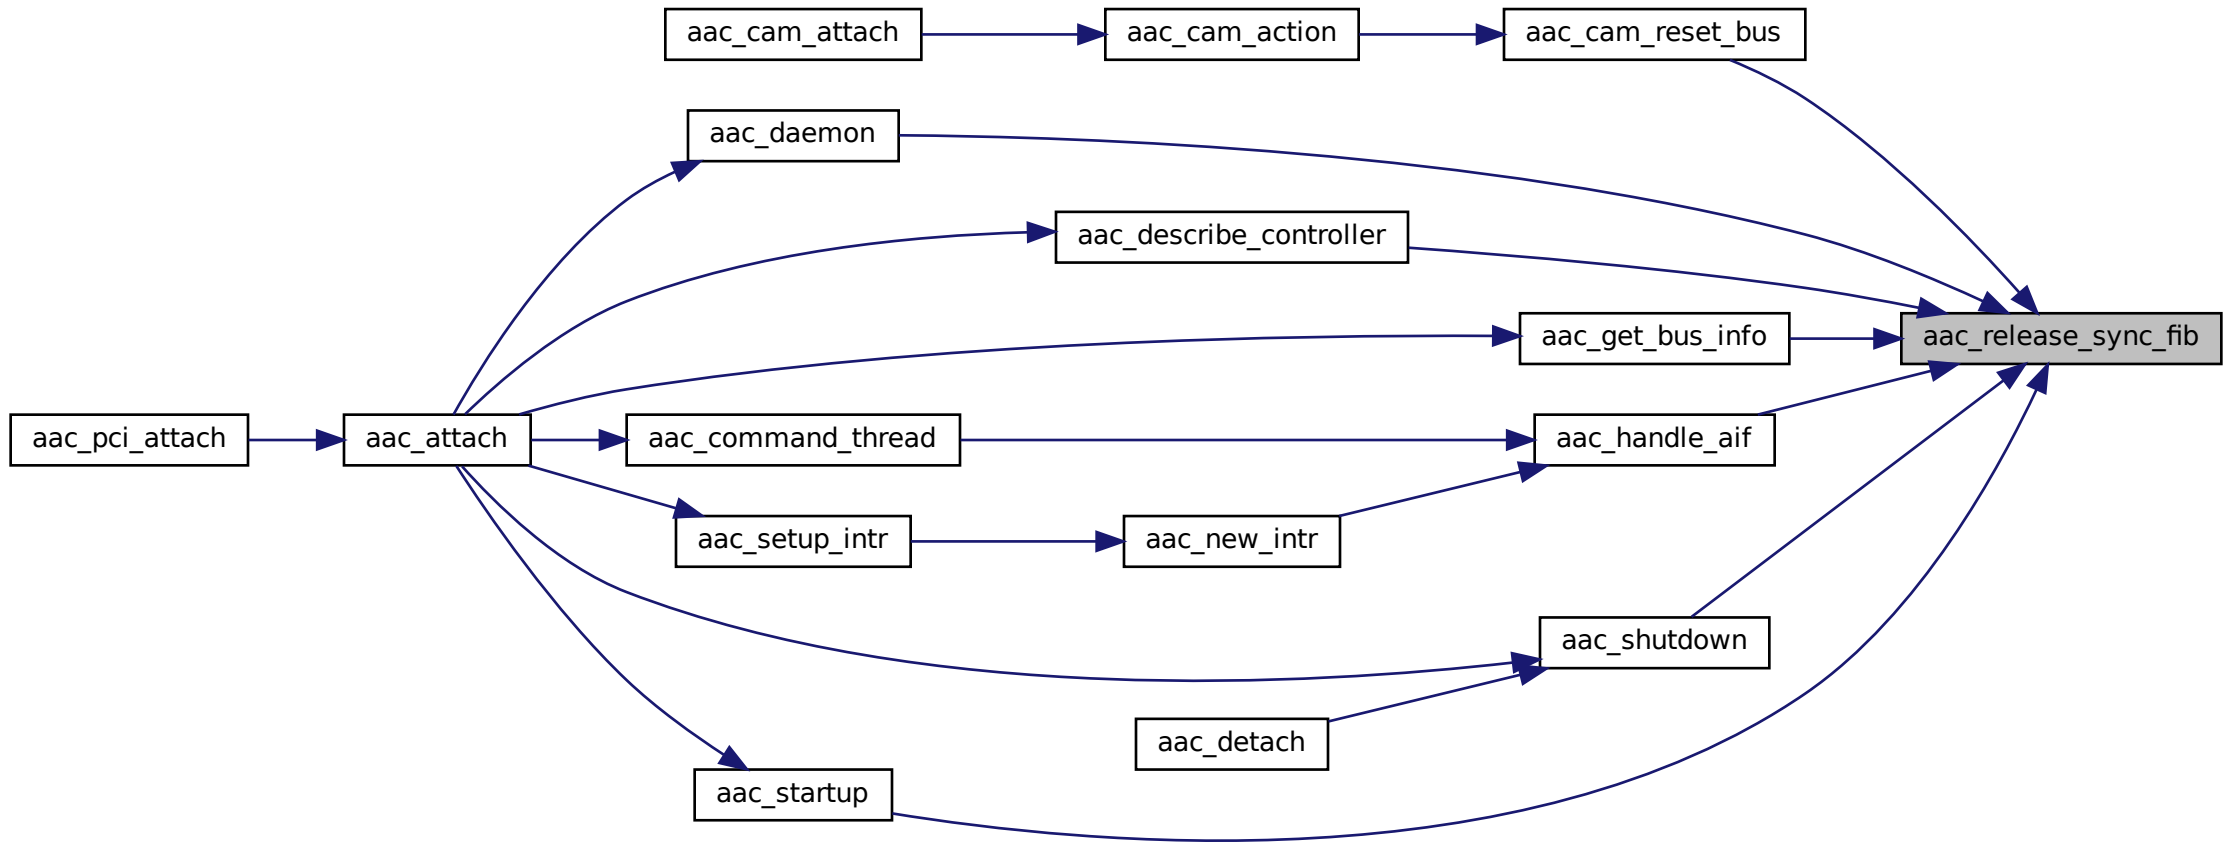 aac_cam_attach
aac_cam_action
aac_cam_reset_bus
aac_daemon
aac_describe_controller
aac_get_bus_info
aac_release_sync_fib
aac_pci_attach
aac_attach
aac_command_thread
aac_handle_aif
aac_setup_intr
aac_new_intr
aac_shutdown
aac_detach
aac_startup